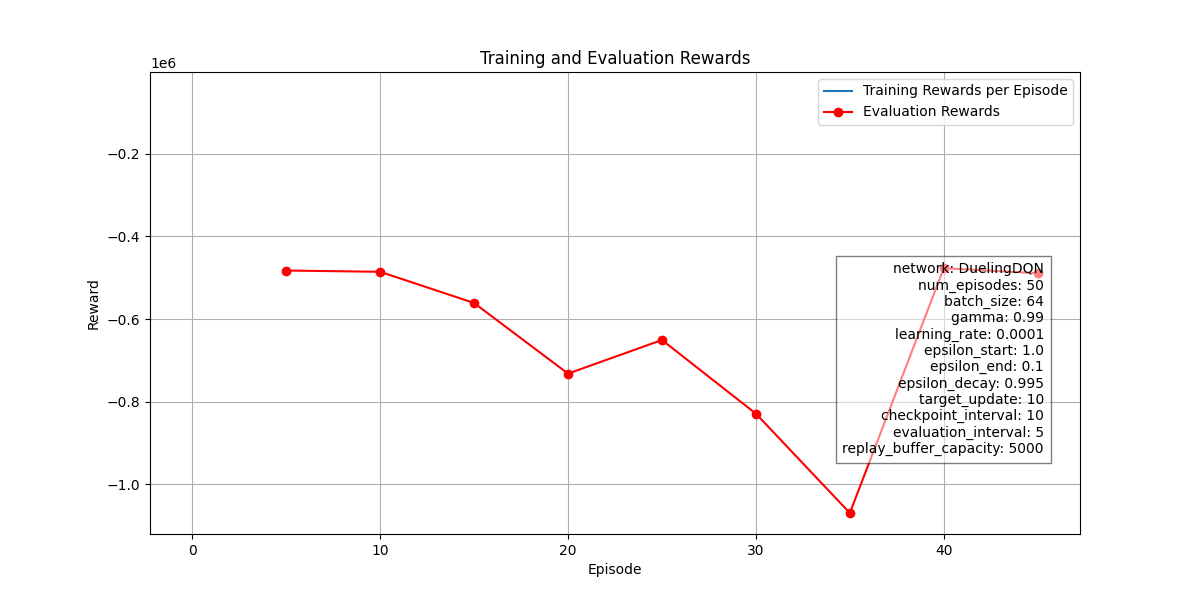 Training and Evaluation Rewards
1e6
Training Rewards per Episode
Evaluation Rewards
−0.2
−0.4
−0.6
−0.8
−1.0
Reward
network: DuelingDQN
num_episodes: 50
batch_size: 64
gamma: 0.99
learning_rate: 0.0001
epsilon_start: 1.0
epsilon_end: 0.1
epsilon_decay: 0.995
target_update: 10
checkpoint_interval: 10
evaluation_interval: 5
replay_buffer_capacity: 5000
0
10
20
30
40
Episode